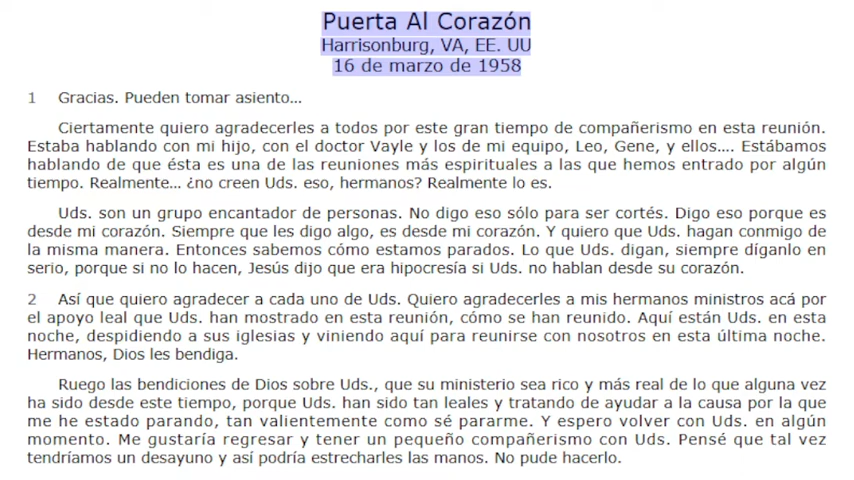 Puerta Al Corazón
Harrisonburg, VA, EE. UU
16 de marzo de 1958
1 Gracias. Pueden tomar asiento...
Ciertamente quiero agradecerles a todos por este gran tiempo de compañerismo en esta reunión.
Estaba hablando con mi hijo, con el doctor Vayle y los de mi equipo, Leo, Gene, y ellos.... Estábamos
hablando de que ésta es una de las reuniones más espirituales a las que hemos entrado por algún
tiempo. Realmente... ¿no creen Uds. eso, hermanos? Realmente lo es.
Uds. son un grupo encantador de personas. No digo eso sólo para ser cortés. Digo eso porque es
desde mi corazón. Siempre que les digo algo, es desde mi corazón. Y quiero que Uds. hagan conmigo de
la misma manera. Entonces sabemos cómo estamos parados. Lo que Uds. digan, siempre díganlo en
serio, porque si no lo hacen, Jesús dijo que era hipocresía si Uds. no hablan desde su corazón.
2 Así que quiero agradecer a cada uno de Uds. Quiero agradecerles a mis hermanos ministros acá por
el apoyo leal que Uds. han mostrado en esta reunión, cómo se han reunido. Aquí están Uds. en esta
noche, despidiendo a sus iglesias y viniendo aquí para reunirse con nosotros en esta última noche.
Hermanos, Dios les bendiga.
Ruego las bendiciones de Dios sobre Uds., que su ministerio sea rico y más real de lo que alguna vez
ha sido desde este tiempo, porque Uds. han sido tan leales y tratando de ayudar a la causa por la que
me he estado parando, tan valientemente como sé pararme. Y espero volver con Uds. en algún
momento. Me gustaría regresar y tener un pequeño compañerismo con Uds. Pensé que tal vez
tendríamos un desayuno y así podría estrecharles las manos. No pude hacerlo.